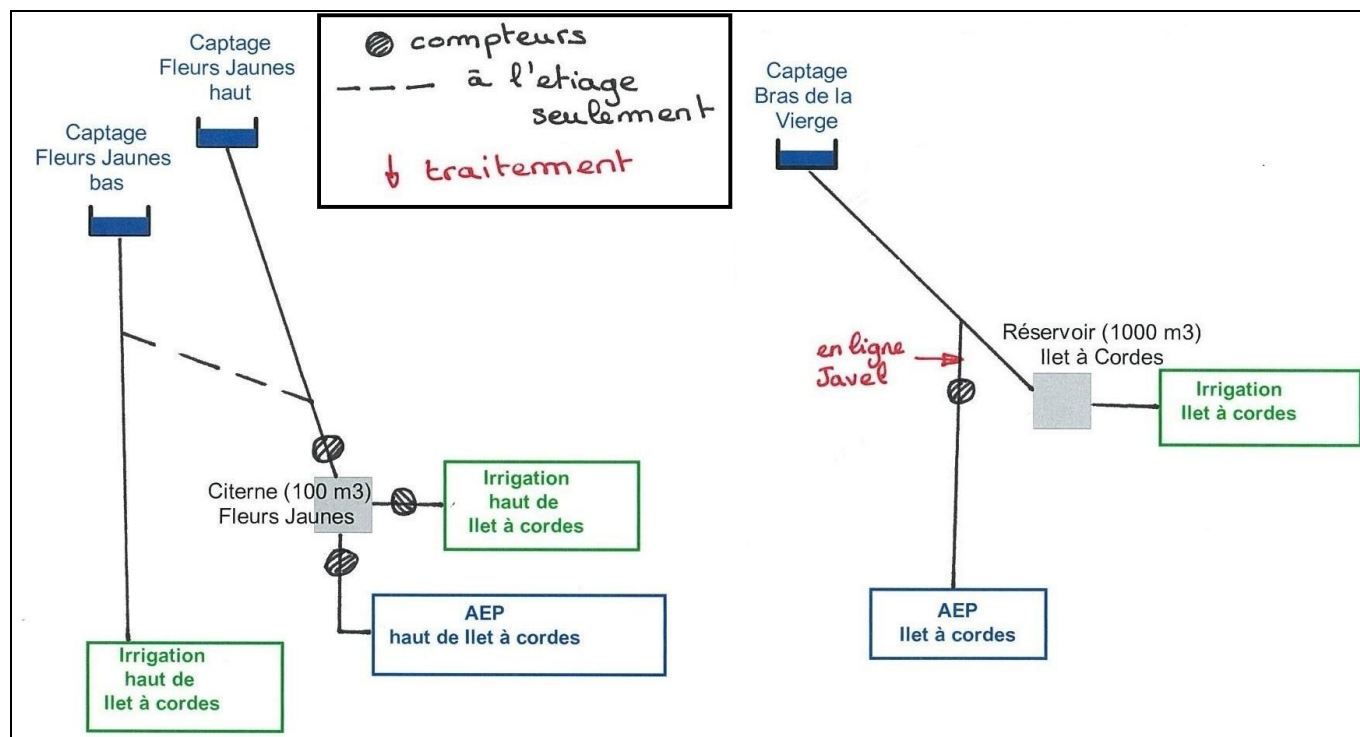 Captage
Fleurs Jaunes
haut
Captage
Fleurs Jaunes
bas
compteurs
à l'etiage
seulement
traitement
Captage
Bras de la
Vierge
en ligne
Javel
Réservoir (1000 m3)
Ilet à Cordes
Irrigation
Ilet à cordes
Citerne (100 m3)
Fleurs Jaunes
Irrigation
haut de
Ilet à cordes
AEP
haut de Ilet à cordes
AEP
Ilet à cordes
Irrigation
haut de
Ilet à cordes